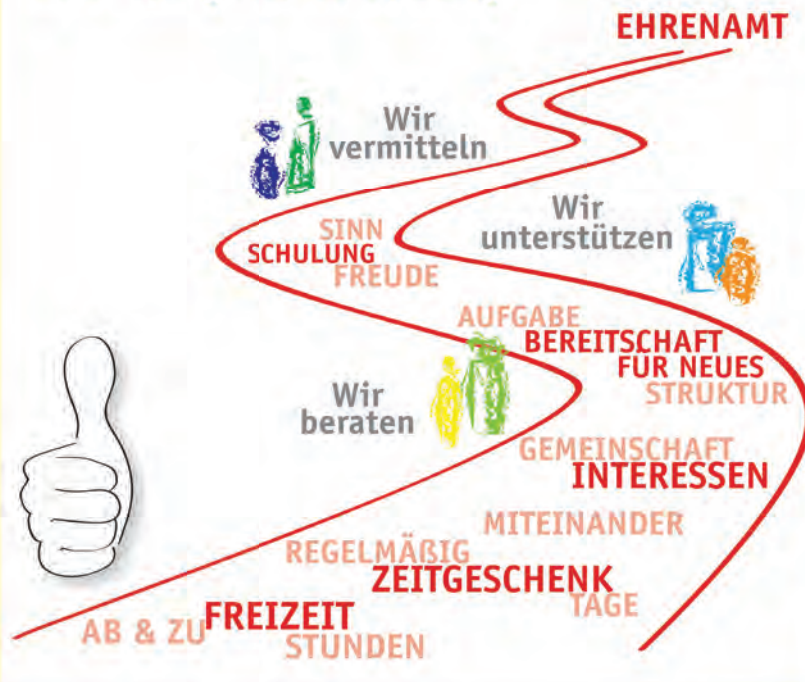 EHRENAMT
Wir
vermitteln
Wir
unterstützen
SINN
SCHULUNG
FREUDE
AUFGABE
BEREITSCHAFT
FÜR NEUES
STRUKTUR
Wir
beraten
GEMEINSCHAFT
INTERESSEN
MITEINANDER
REGELMÄßIG
ZEITGESCHENK
TAGE
AB & ZU FREIZEIT
STUNDEN